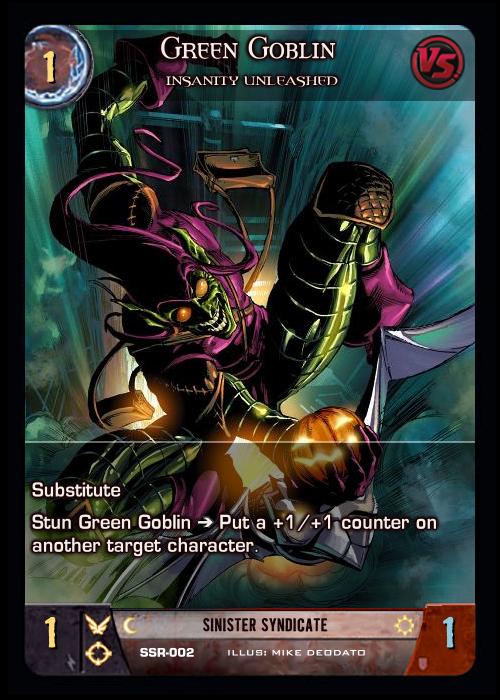 1
GREEN GOBLIN
VS.
INSANITY UNLEASHED
Substitute
Stun Green Goblin ➔ Put a +1/+1 counter on
another target character.
1
SINISTER SYNDICATE
1
SSR-002
ILLUS: MIKE DEODATO